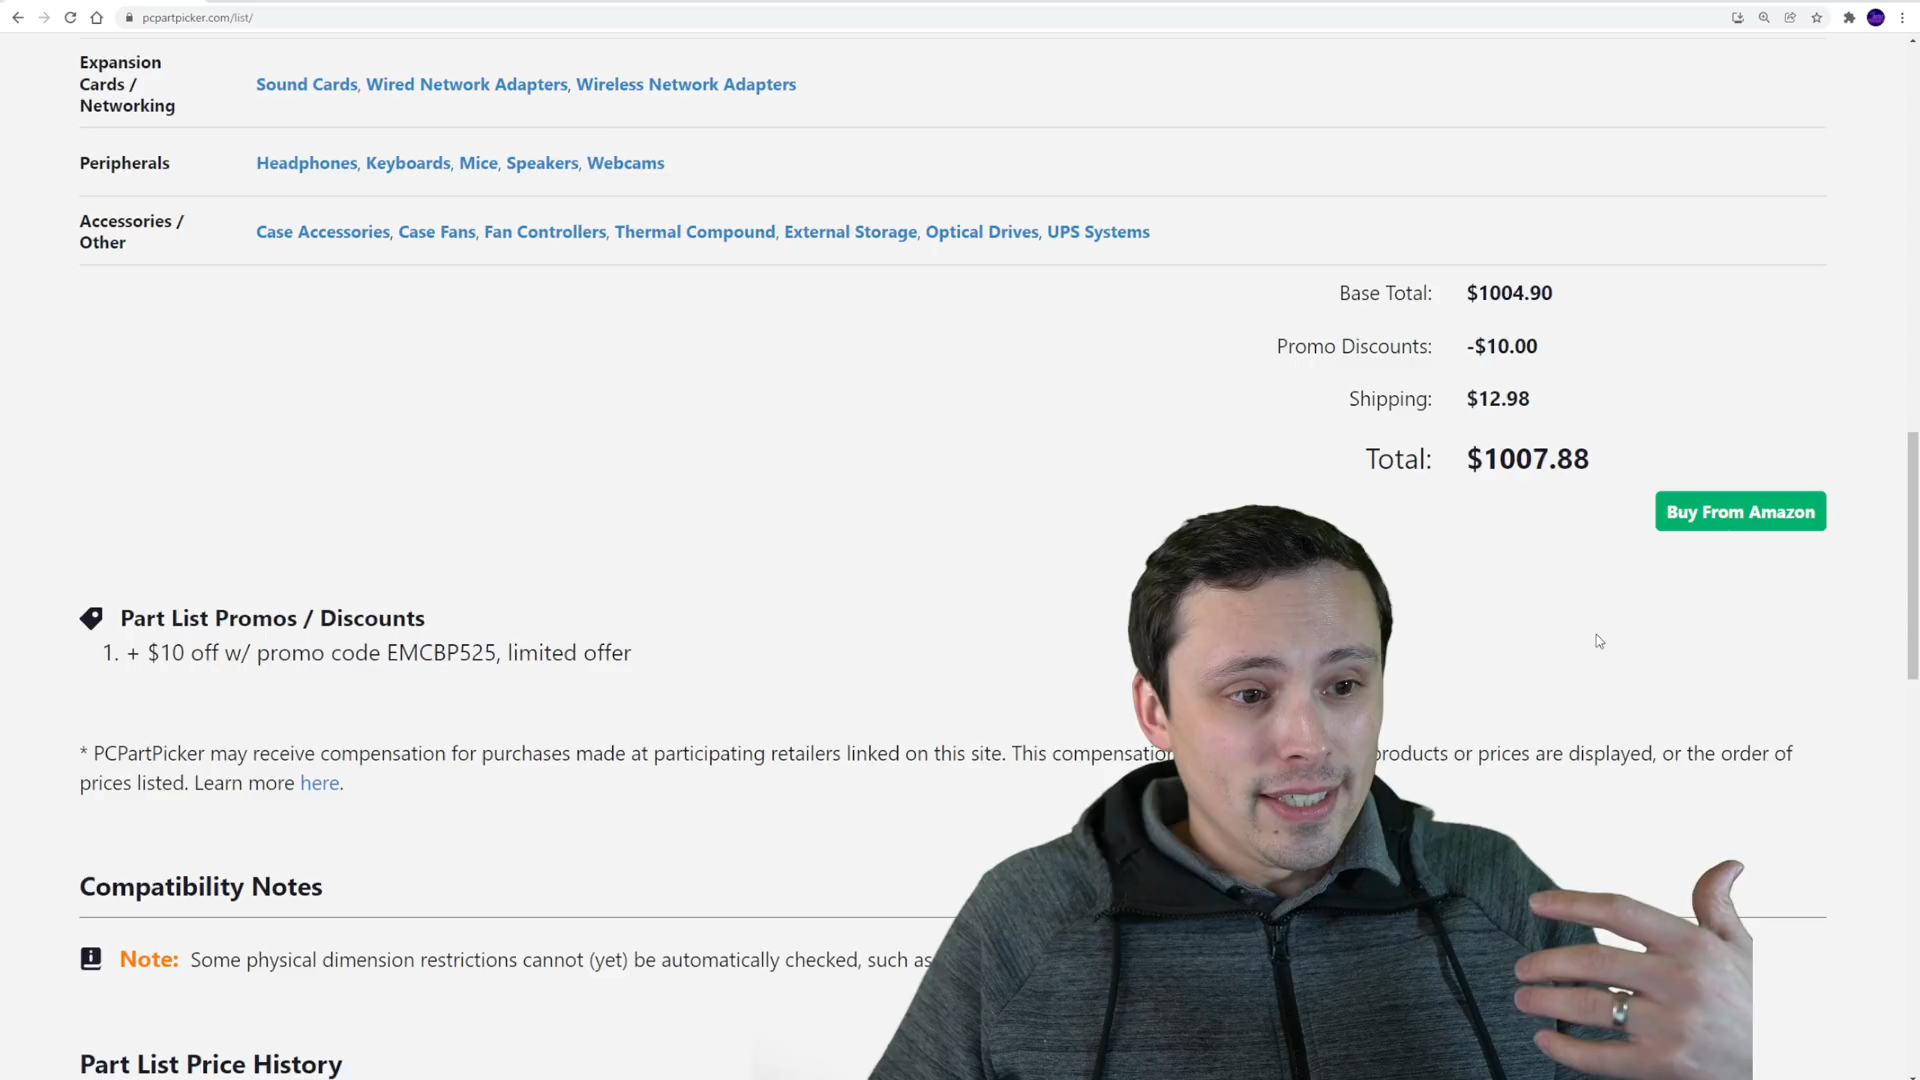 pcpartpicker.com/list/
Expansion
Cards /
Networking
Sound Cards, Wired Network Adapters, Wireless Network Adapters
Peripherals
Headphones, Keyboards, Mice, Speakers, Webcams
Accessories /
Other
Case Accessories, Case Fans, Fan Controllers, Thermal Compound, External Storage, Optical Drives, UPS Systems
Base Total: $1004.90
Promo Discounts: -$10.00
Shipping: $12.98
Total: $1007.88
Buy From Amazon
Part List Promos / Discounts
1. + $10 off w/ promo code EMCBP525, limited offer
* PCPartPicker may receive compensation for purchases made at participating retailers linked on this site. This compensation products or prices are displayed, or the order of
prices listed. Learn more here.
Compatibility Notes
Note: Some physical dimension restrictions cannot (yet) be automatically checked, such as
Part List Price History